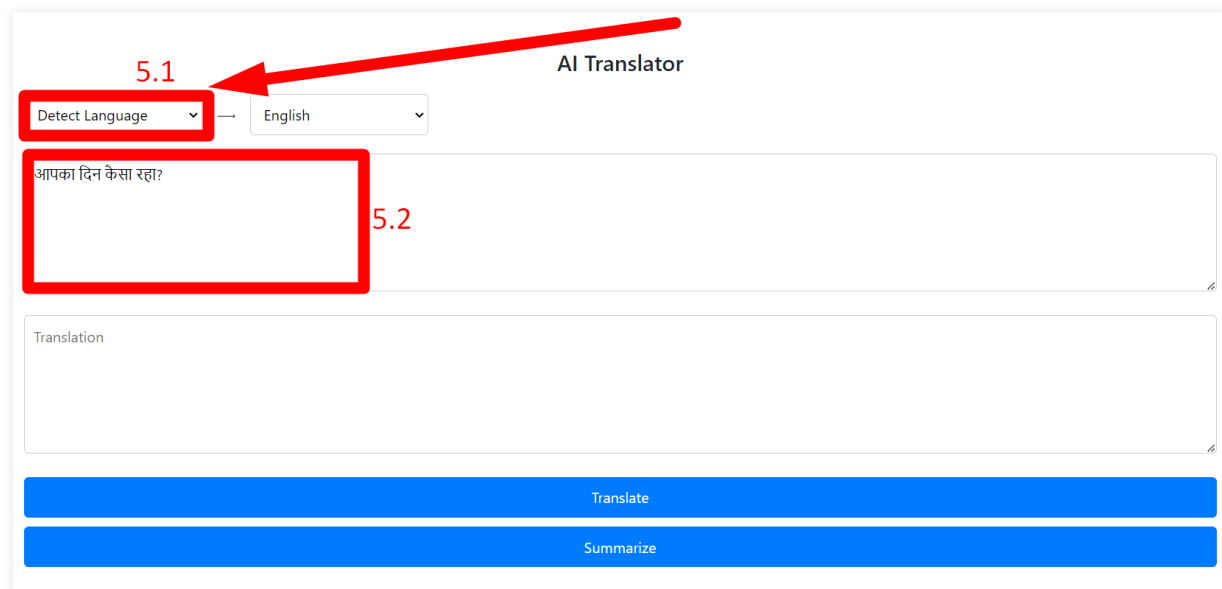 AI Translator
5.1
Detect Language → English
आपका दिन कैसा रहा?
5.2
Translation
Translate
Summarize